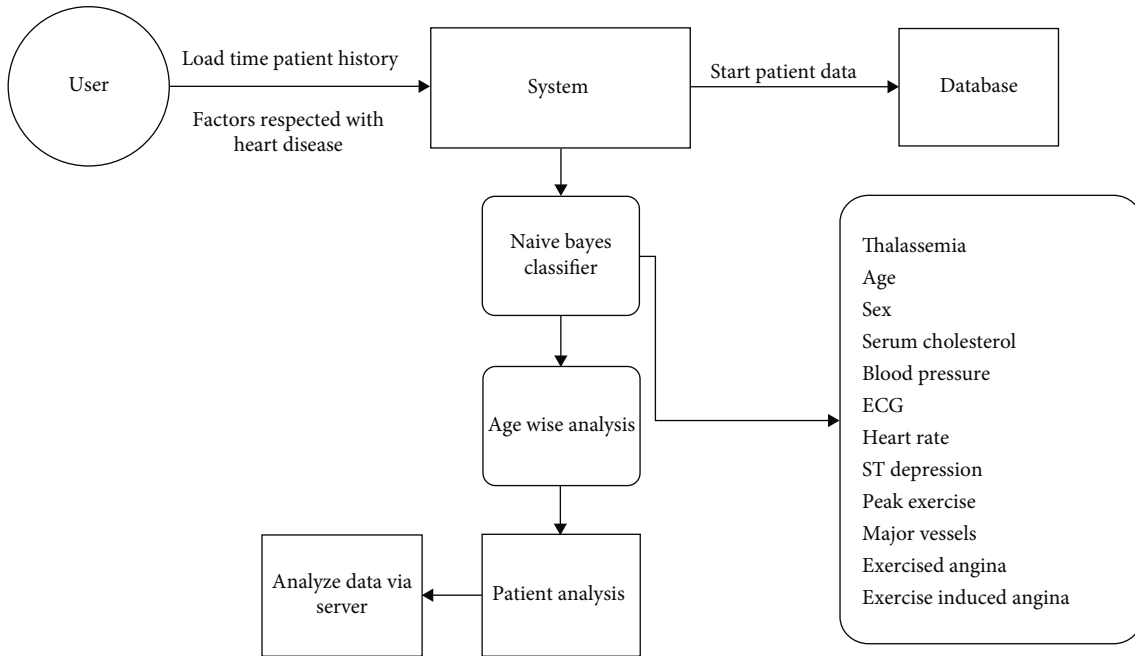 User
Load time patient history
Factors respected with
heart disease
System
Start patient data
Database
Naive bayes
classifier
Age wise analysis
Patient analysis
Analyze data via
server
Thalassemia
Age
Sex
Serum cholesterol
Blood pressure
ECG
Heart rate
ST depression
Peak exercise
Major vessels
Exercised angina
Exercise induced angina